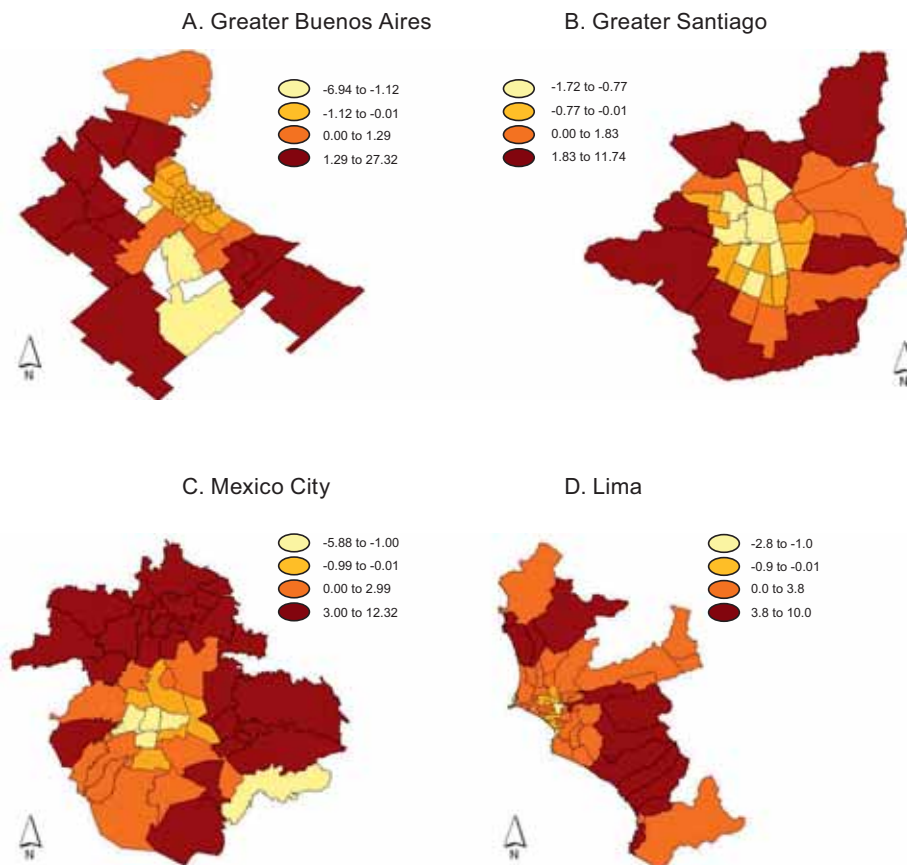 A. Greater Buenos Aires
-6.94 to -1.12
-1.12 to -0.01
0.00 to 1.29
1.29 to 27.32
N
B. Greater Santiago
-1.72 to -0.77
-0.77 to -0.01
0.00 to 1.83
1.83 to 11.74
N
C. Mexico City
-5.88 to -1.00
-0.99 to -0.01
0.00 to 2.99
3.00 to 12.32
N
D. Lima
-2.8 to -1.0
-0.9 to -0.01
0.0 to 3.8
3.8 to 10.0
N